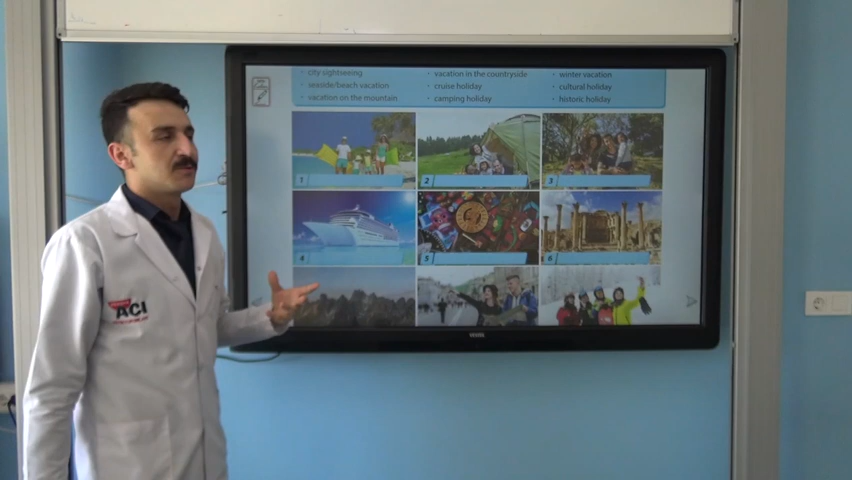 city sightseeing
vacation in the countryside
winter vacation
seaside/beach vacation
cruise holiday
cultural holiday
vacation on the mountain
camping holiday
historic holiday
1
2
3
4
5
6
AÇI